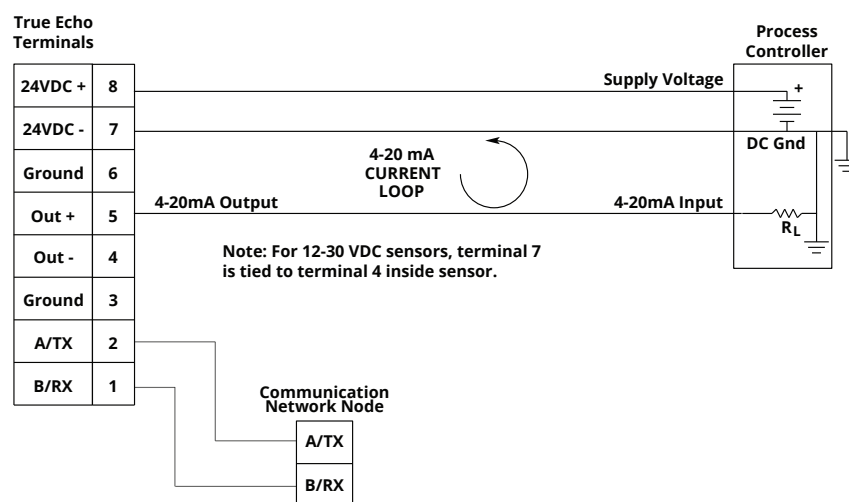 True Echo
Terminals
24VDC + 8
24VDC - 7
Ground 6
Out + 5
Out - 4
Ground 3
A/TX 2
B/RX 1
Process
Controller
Supply Voltage
+
DC Gnd
4-20 mA
CURRENT
LOOP
4-20mA Output
4-20mA Input
RL
Note: For 12-30 VDC sensors, terminal 7
is tied to terminal 4 inside sensor.
Communication
Network Node
A/TX
B/RX